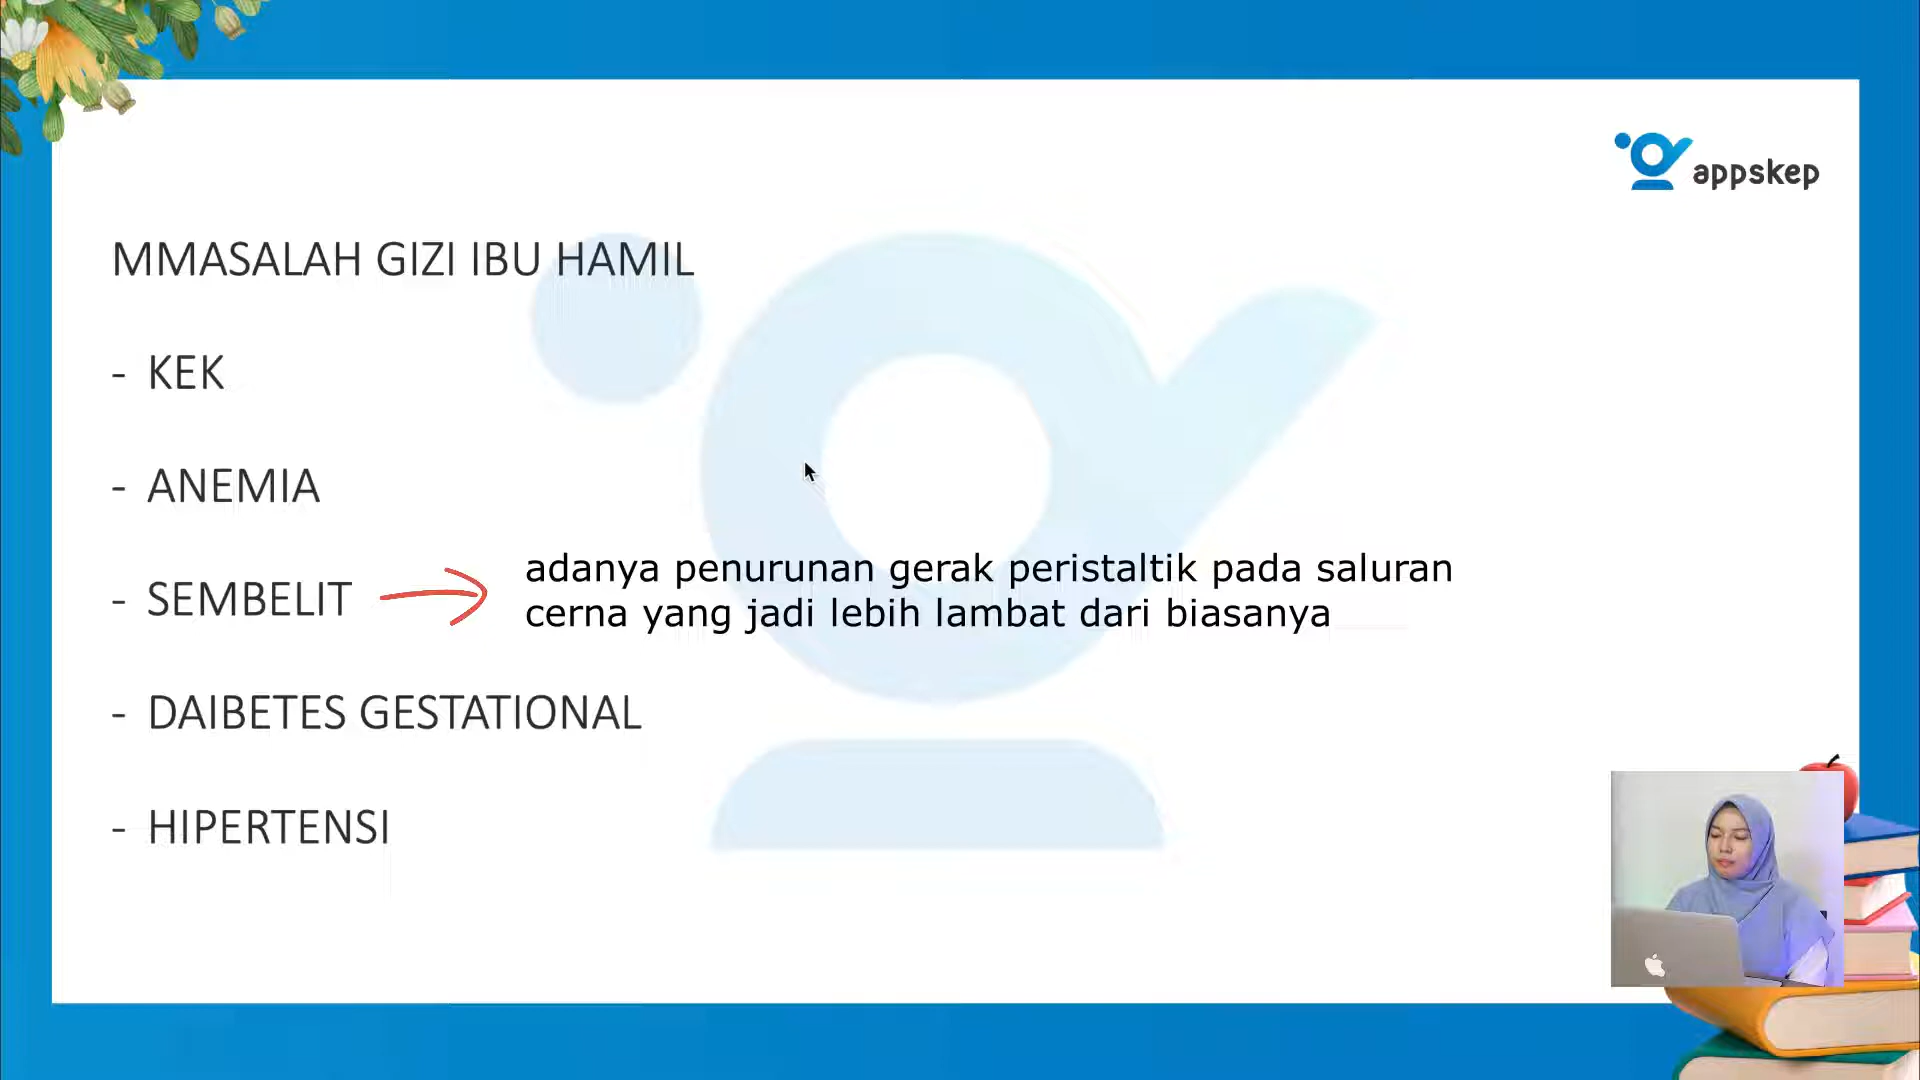 appskep
MMASALAH GIZI IBU HAMIL
- KEK
- ANEMIA
- SEMBELIT
adanya penurunan gerak peristaltik pada saluran
cerna yang jadi lebih lambat dari biasanya
- DAIBETES GESTATIONAL
- HIPERTENSI